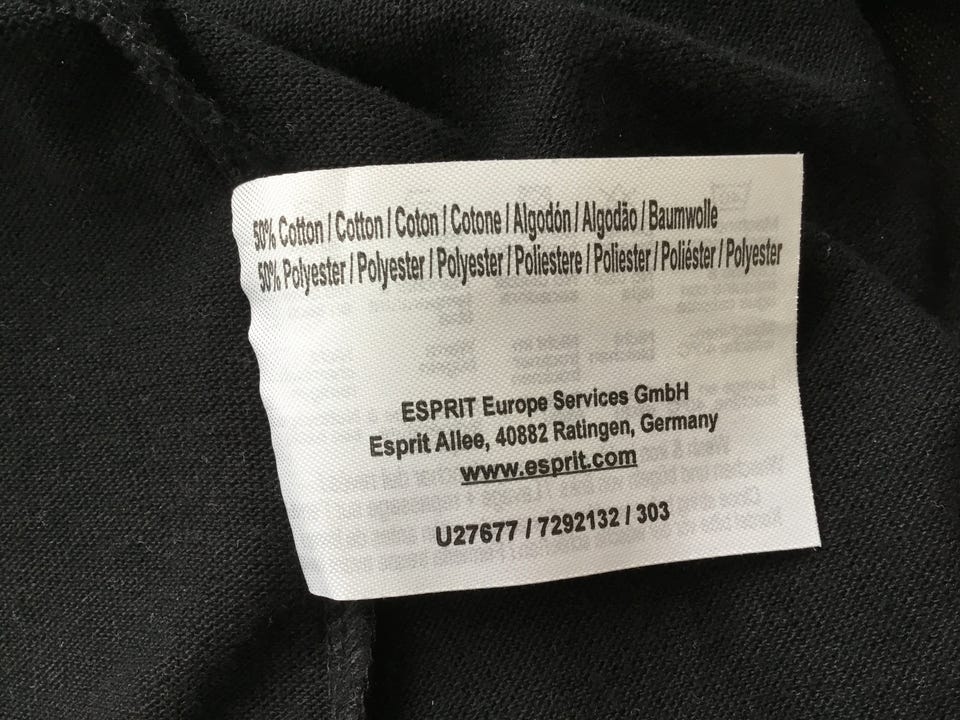 50% Cotton / Cotton / Coton / Cotone / Algodón / Algodão / Baumwolle
50% Polyester / Polyester / Polyester / Poliestere / Poliester / Poliéster / Polyester
ESPRIT Europe Services GmbH
Esprit Allee, 40882 Ratingen, Germany
www.esprit.com
U27677 / 7292132 / 303